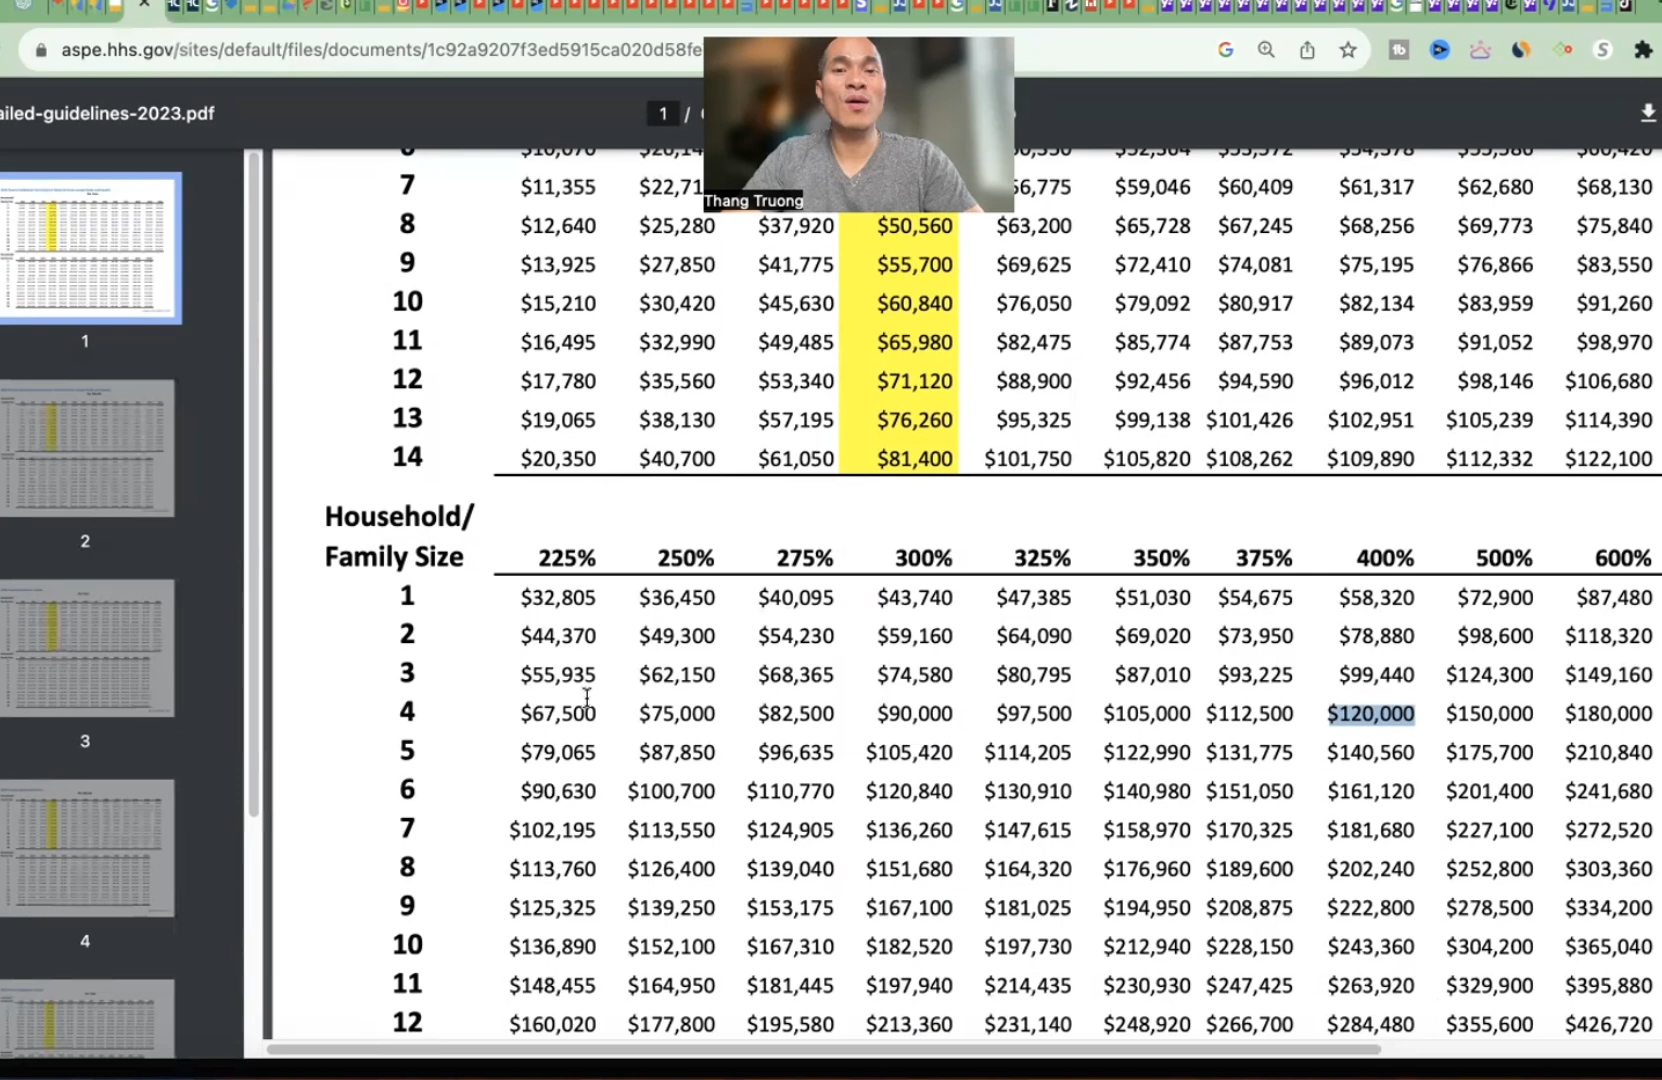 aspe.hhs.gov/sites/default/files/documents/1c92a9207f3ed5915ca020d58fe
ailed-guidelines-2023.pdf
1 /
Thang Truong
7 $11,355 $22,71 56,775 $59,046 $60,409 $61,317 $62,680 $68,130
8 $12,640 $25,280 $37,920 $50,560 $63,200 $65,728 $67,245 $68,256 $69,773 $75,840
9 $13,925 $27,850 $41,775 $55,700 $69,625 $72,410 $74,081 $75,195 $76,866 $83,550
10 $15,210 $30,420 $45,630 $60,840 $76,050 $79,092 $80,917 $82,134 $83,959 $91,260
11 $16,495 $32,990 $49,485 $65,980 $82,475 $85,774 $87,753 $89,073 $91,052 $98,970
12 $17,780 $35,560 $53,340 $71,120 $88,900 $92,456 $94,590 $96,012 $98,146 $106,680
13 $19,065 $38,130 $57,195 $76,260 $95,325 $99,138 $101,426 $102,951 $105,239 $114,390
14 $20,350 $40,700 $61,050 $81,400 $101,750 $105,820 $108,262 $109,890 $112,332 $122,100
Household/
Family Size 225% 250% 275% 300% 325% 350% 375% 400% 500% 600%
1 $32,805 $36,450 $40,095 $43,740 $47,385 $51,030 $54,675 $58,320 $72,900 $87,480
2 $44,370 $49,300 $54,230 $59,160 $64,090 $69,020 $73,950 $78,880 $98,600 $118,320
3 $55,935 $62,150 $68,365 $74,580 $80,795 $87,010 $93,225 $99,440 $124,300 $149,160
4 $67,500 $75,000 $82,500 $90,000 $97,500 $105,000 $112,500 $120,000 $150,000 $180,000
5 $79,065 $87,850 $96,635 $105,420 $114,205 $122,990 $131,775 $140,560 $175,700 $210,840
6 $90,630 $100,700 $110,770 $120,840 $130,910 $140,980 $151,050 $161,120 $201,400 $241,680
7 $102,195 $113,550 $124,905 $136,260 $147,615 $158,970 $170,325 $181,680 $227,100 $272,520
8 $113,760 $126,400 $139,040 $151,680 $164,320 $176,960 $189,600 $202,240 $252,800 $303,360
9 $125,325 $139,250 $153,175 $167,100 $181,025 $194,950 $208,875 $222,800 $278,500 $334,200
10 $136,890 $152,100 $167,310 $182,520 $197,730 $212,940 $228,150 $243,360 $304,200 $365,040
11 $148,455 $164,950 $181,445 $197,940 $214,435 $230,930 $247,425 $263,920 $329,900 $395,880
12 $160,020 $177,800 $195,580 $213,360 $231,140 $248,920 $266,700 $284,480 $355,600 $426,720
1
2
3
4